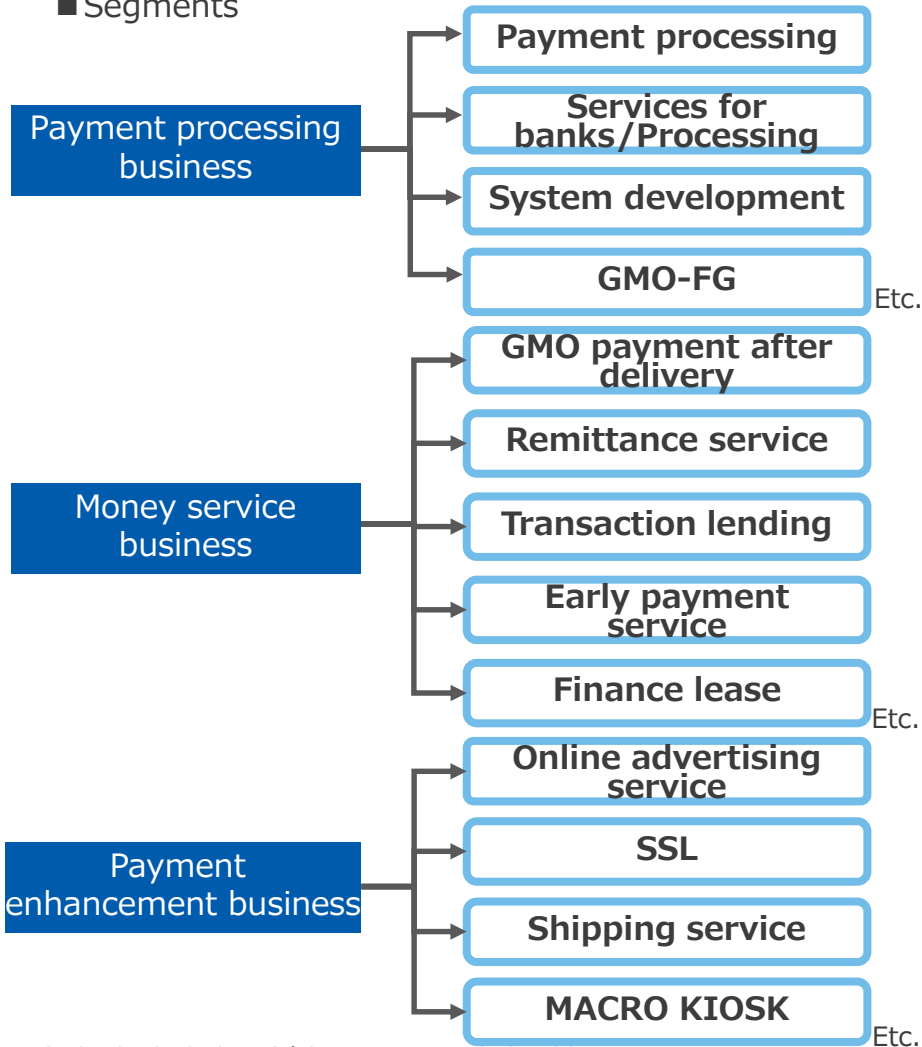 ■Segments
Payment processing
business
Payment processing
Services for
banks/Processing
System development
GMO-FG
Etc.
Money service
business
GMO payment after
delivery
Remittance service
Transaction lending
Early payment
service
Finance lease
Etc.
Payment
enhancement business
Online advertising
service
SSL
Shipping service
MACRO KIOSK
Etc.